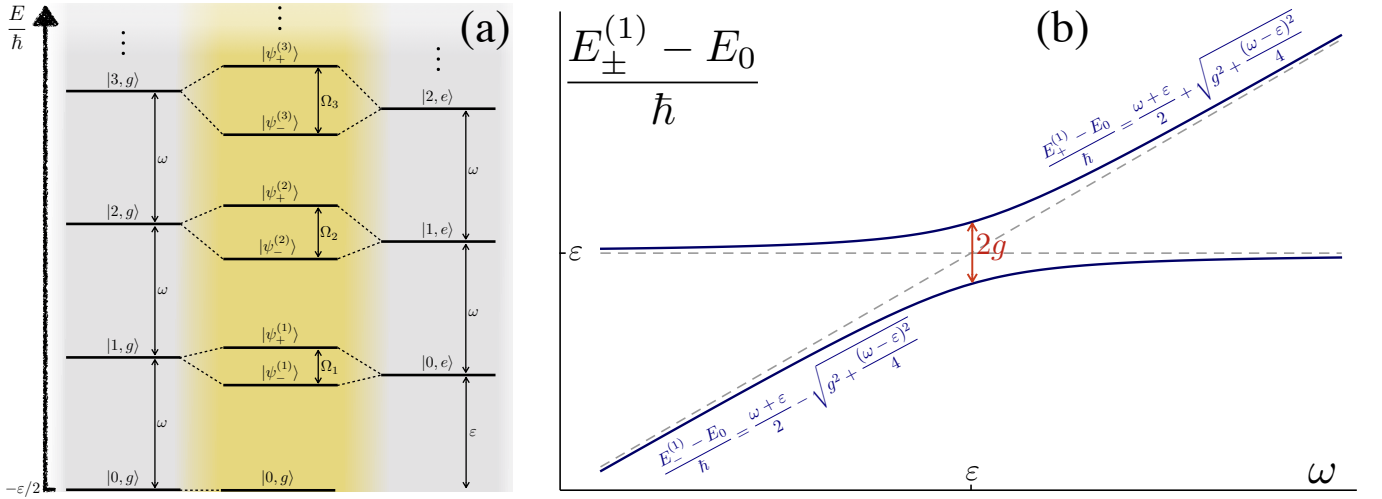 E/ħ
(a)
⋮
⋮
⋮
|ψ₊⁽³⁾⟩
|3, g⟩
Ω₃
|2, e⟩
|ψ₋⁽³⁾⟩
ω
ω
|ψ₊⁽²⁾⟩
|2, g⟩
Ω₂
|1, e⟩
|ψ₋⁽²⁾⟩
ω
ω
|ψ₊⁽¹⁾⟩
|1, g⟩
Ω₁
|0, e⟩
|ψ₋⁽¹⁾⟩
ω
ε
|0, g⟩
|0, g⟩
−ε/2
(b)
(E±⁽¹⁾ − E₀)/ħ
(E₊⁽¹⁾ − E₀)/ħ = (ω + ε)/2 + √(g² + (ω − ε)²/4)
ε
2g
(E₋⁽¹⁾ − E₀)/ħ = (ω + ε)/2 − √(g² + (ω − ε)²/4)
ε
ω